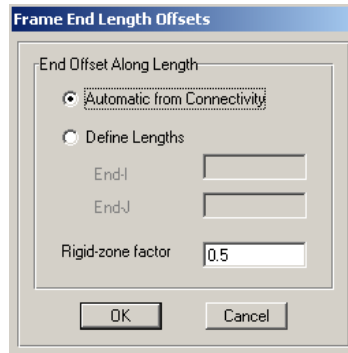 Frame End Length Offsets
End Offset Along Length
Automatic from Connectivity
Define Lengths
End-I
End-J
Rigid-zone factor 0.5
OK Cancel